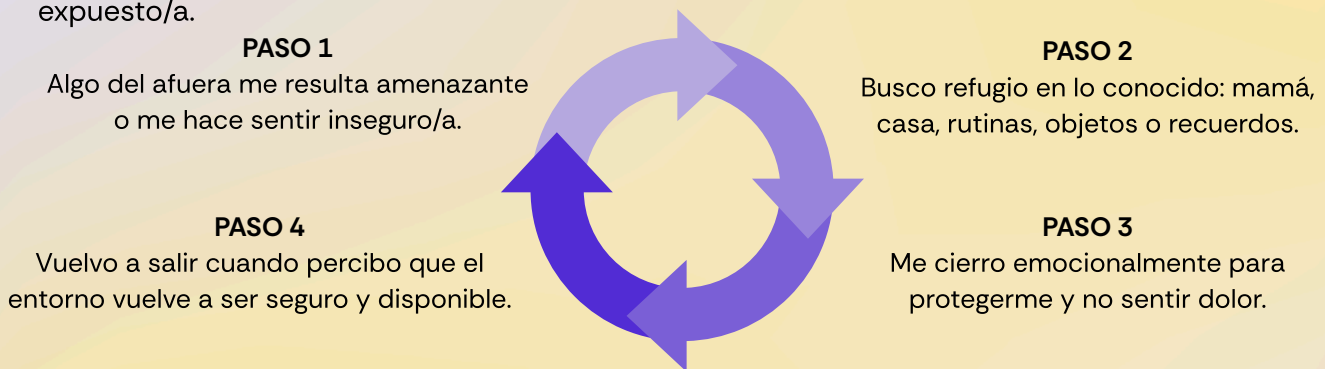 expuesto/a.
PASO 1
Algo del afuera me resulta amenazante
o me hace sentir inseguro/a.
PASO 2
Busco refugio en lo conocido: mamá,
casa, rutinas, objetos o recuerdos.
PASO 3
Me cierro emocionalmente para
protegerme y no sentir dolor.
PASO 4
Vuelvo a salir cuando percibo que el
entorno vuelve a ser seguro y disponible.